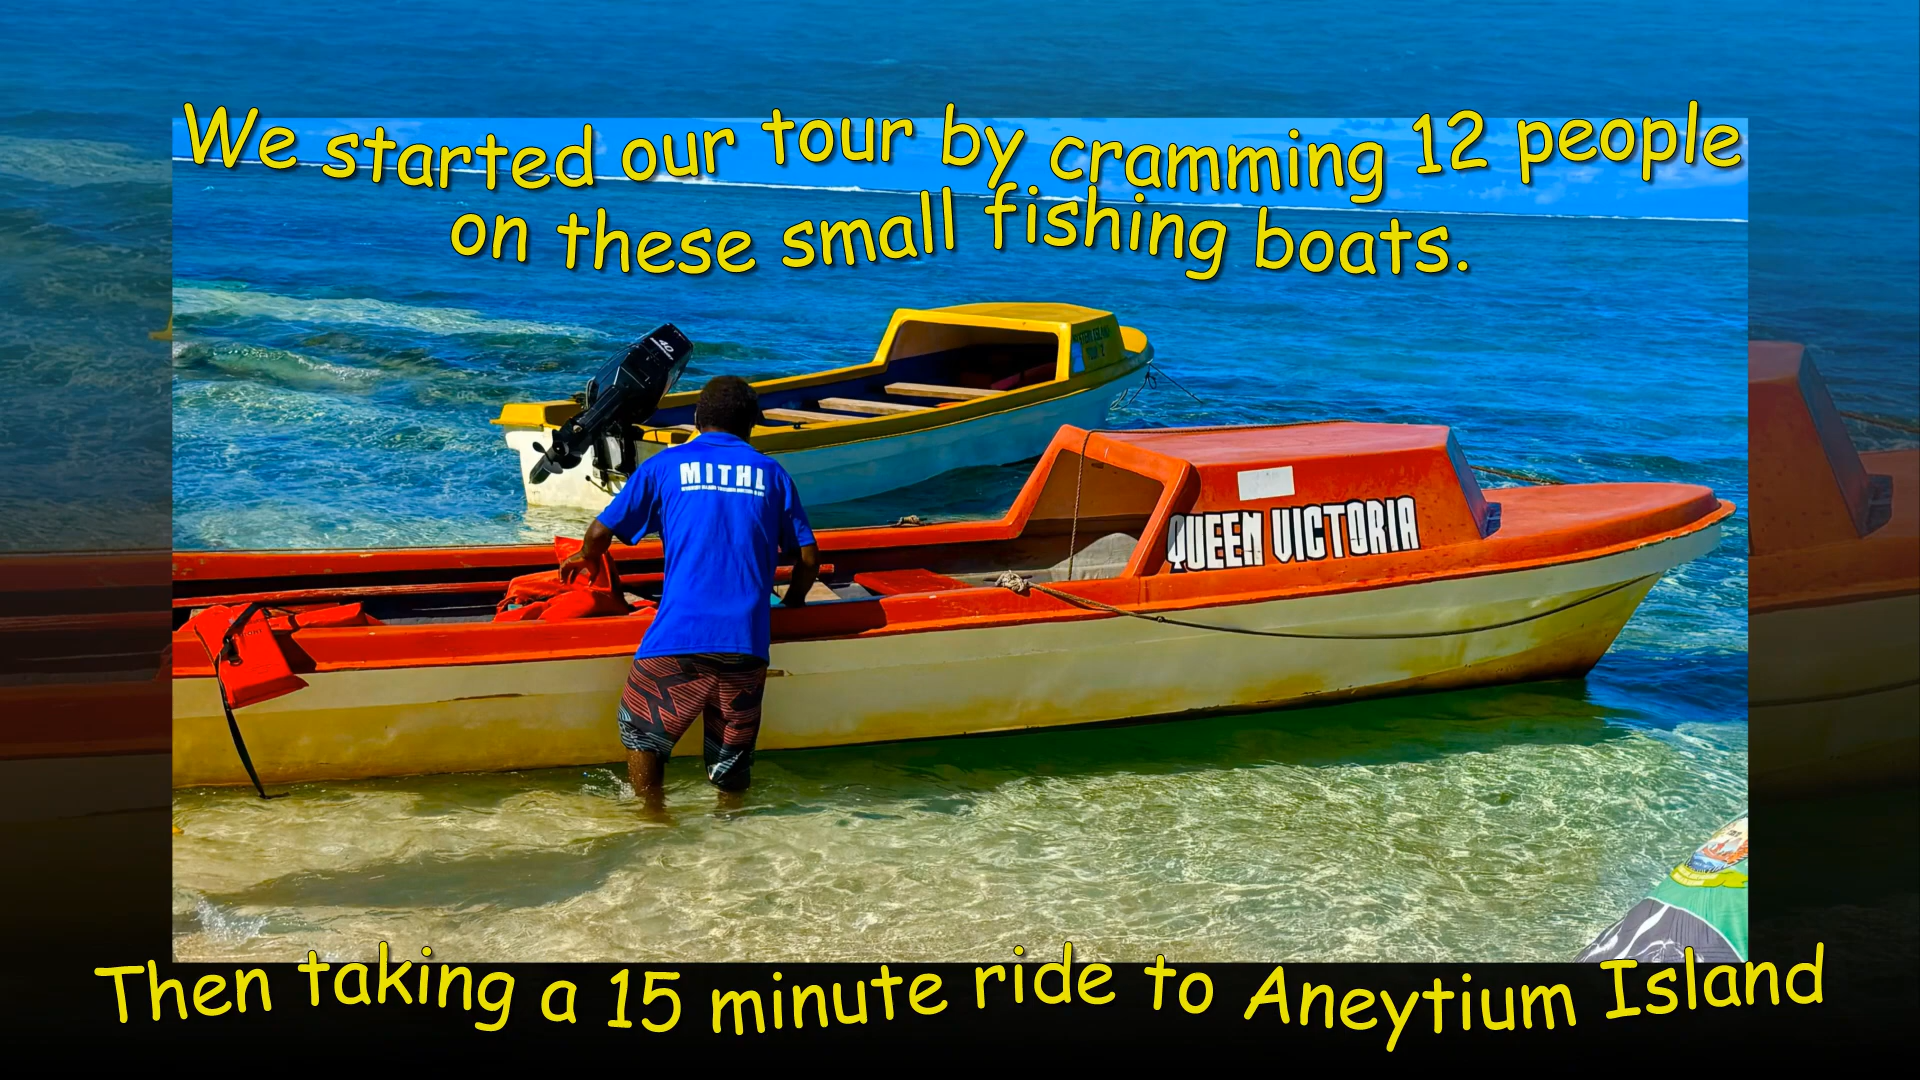 We started our tour by cramming 12 people
on these small fishing boats.
40
MITHL
QUEEN VICTORIA
Then taking a 15 minute ride to Aneytium Island